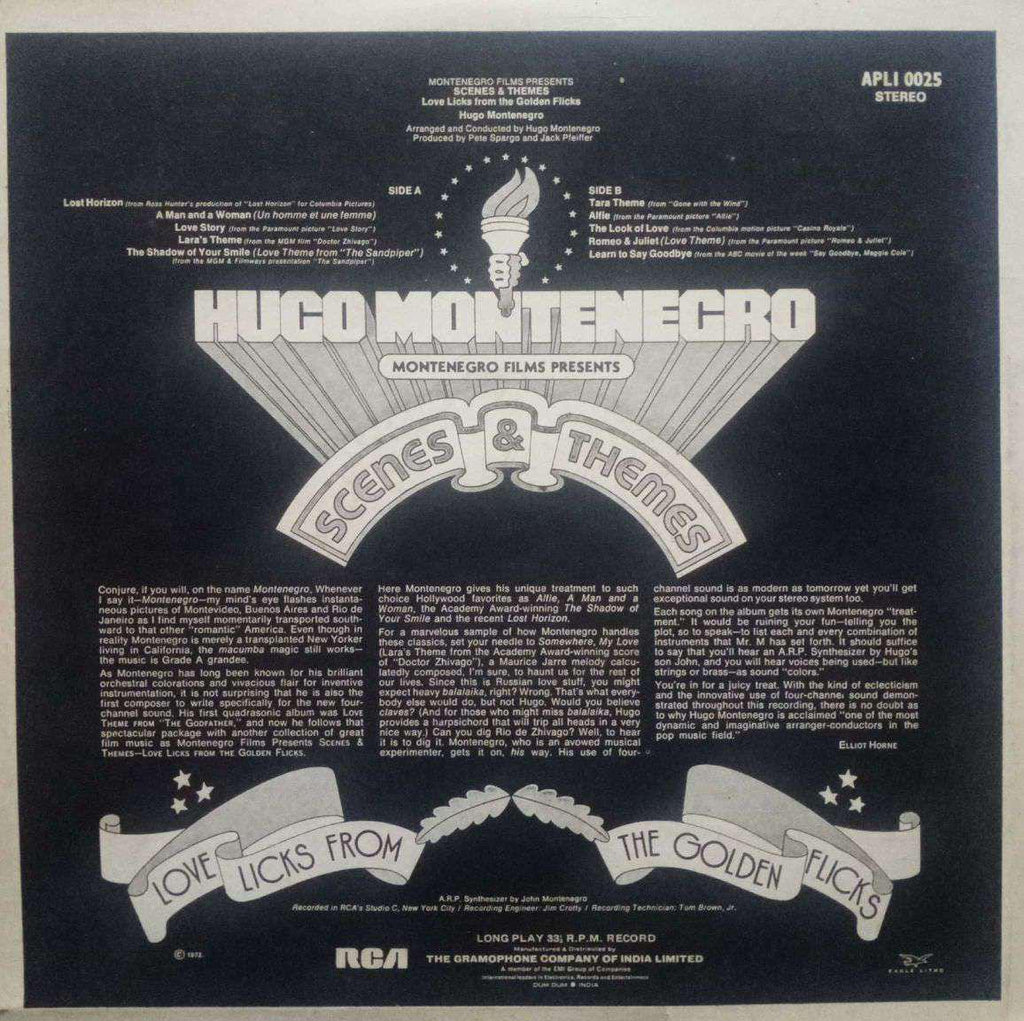 MONTENEGRO FILMS PRESENTS
SCENES & THEMES
Love Licks from the Golden Flicks
Hugo Montenegro
Arranged and Conducted by Hugo Montenegro
Produced by Pete Spargo and Jack Pfeiffer
APLI 0025
STEREO
SIDE A
Lost Horizon (from Ross Hunter's production of "Lost Horizon" for Columbia Pictures)
A Man and a Woman (Un homme et une femme)
Love Story (from the Paramount picture "Love Story")
Lara's Theme (from the MGM film "Doctor Zhivago")
The Shadow of Your Smile (Love Theme from "The Sandpiper")
(from the MGM & Filmways presentation "The Sandpiper")
SIDE B
Tara Theme (from "Gone with the Wind")
Alfie (from the Paramount picture "Alfie")
The Look of Love (from the Columbia motion picture "Casino Royale")
Romeo & Juliet (Love Theme) (from the Paramount picture "Romeo & Juliet")
Learn to Say Goodbye (from the ABC movie of the week "Say Goodbye, Maggie Cole")
HUGO MONTENEGRO
MONTENEGRO FILMS PRESENTS
SCENES & THEMES
Conjure, if you will, on the name Montenegro. Whenever
I say it—Montenegro—my mind's eye flashes instanta-
neous pictures of Montevideo, Buenos Aires and Rio de
Janeiro as I find myself momentarily transported south-
ward to that other "romantic" America. Even though in
reality Montenegro is merely a transplanted New Yorker
living in California, the macumba magic still works—
the music is Grade A grandee.
As Montenegro has long been known for his brilliant
orchestral colorations and vivacious flair for inventive
instrumentation, it is not surprising that he is also the
first composer to write specifically for the new four-
channel sound. His first quadrasonic album was LOVE
THEME FROM "THE GODFATHER," and now he follows that
spectacular package with another collection of great
film music as Montenegro Films Presents SCENES &
THEMES—LOVE LICKS FROM THE GOLDEN FLICKS.
Here Montenegro gives his unique treatment to such
choice Hollywood favorites as Alfie, A Man and a
Woman, the Academy Award-winning The Shadow of
Your Smile and the recent Lost Horizon.
For a marvelous sample of how Montenegro handles
these classics, set your needle to Somewhere, My Love
(Lara's Theme from the Academy Award-winning score
of "Doctor Zhivago"), a Maurice Jarre melody calcu-
latedly composed, I'm sure, to haunt us for the rest of
our lives. Since this is Russian love stuff, you might
expect heavy balalaika, right? Wrong. That's what every-
body else would do, but not Hugo. Would you believe
claves? (And for those who might miss balalaika, Hugo
provides a harpsichord that will trip all heads in a very
nice way.) Can you dig Rio de Zhivago? Well, to hear
it is to dig it. Montenegro, who is an avowed musical
experimenter, gets it on, his way. His use of four-
channel sound is as modern as tomorrow yet you'll get
exceptional sound on your stereo system too.
Each song on the album gets its own Montenegro "treat-
ment." It would be ruining your fun—telling you the
plot, so to speak—to list each and every combination of
instruments that Mr. M has set forth. It should suffice
to say that you'll hear an A.R.P. Synthesizer by Hugo's
son John, and you will hear voices being used—but like
strings or brass—as sound "colors."
You're in for a juicy treat. With the kind of eclecticism
and the innovative use of four-channel sound demon-
strated throughout this recording, there is no doubt as
to why Hugo Montenegro is acclaimed "one of the most
dynamic and imaginative arranger-conductors in the
pop music field."
ELLIOT HORNE
LOVE LICKS FROM THE GOLDEN FLICKS
A.R.P. Synthesizer by John Montenegro
Recorded in RCA's Studio C, New York City / Recording Engineer: Jim Crotty / Recording Technician: Tom Brown, Jr.
© 1973.
RCA
LONG PLAY 33⅓ R.P.M. RECORD
Manufactured & Distributed by
THE GRAMOPHONE COMPANY OF INDIA LIMITED
A member of the EMI Group of Companies
International leaders in Electronics, Records and Entertainment
DUM DUM ● INDIA
EAGLE LITHO